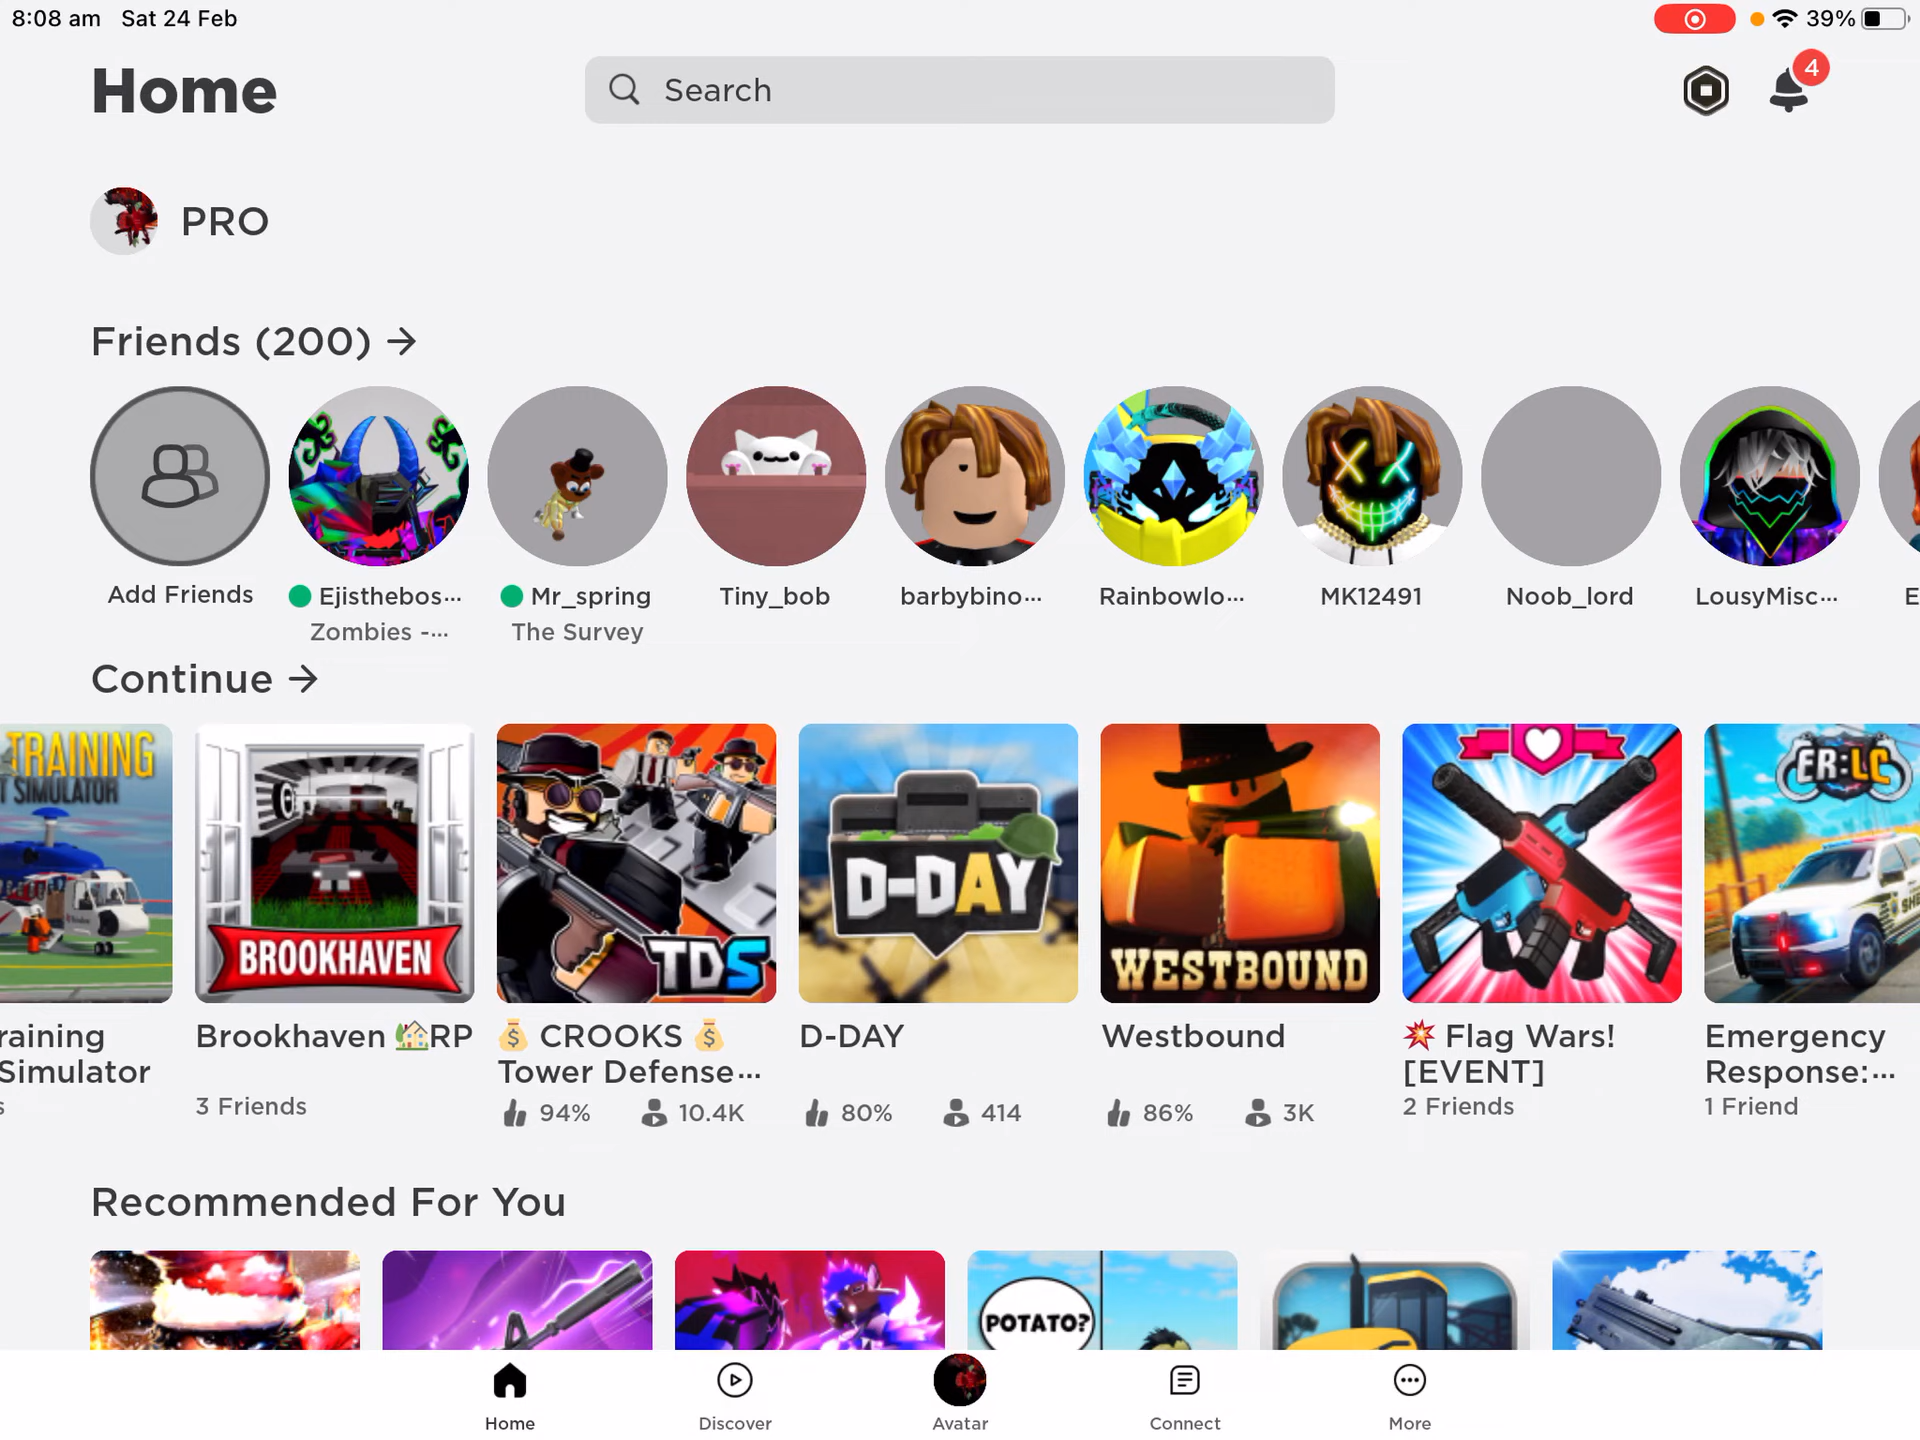 8:08 am Sat 24 Feb
39%
Home
Search
4
PRO
Friends (200) →
Add Friends
Ejisthebos...
Zombies -...
Mr_spring
The Survey
Tiny_bob
barbybino...
Rainbowlo...
MK12491
Noob_lord
LousyMisc...
E
Continue →
TRAINING
T SIMULATOR
BROOKHAVEN
TDS
D-DAY
WESTBOUND
ER:LC
SHE
raining
Simulator
s
Brookhaven 🏡RP
3 Friends
💰 CROOKS 💰
Tower Defense...
94% 10.4K
D-DAY
80% 414
Westbound
86% 3K
💥 Flag Wars!
[EVENT]
2 Friends
Emergency
Response:...
1 Friend
Recommended For You
POTATO?
Home
Discover
Avatar
Connect
More